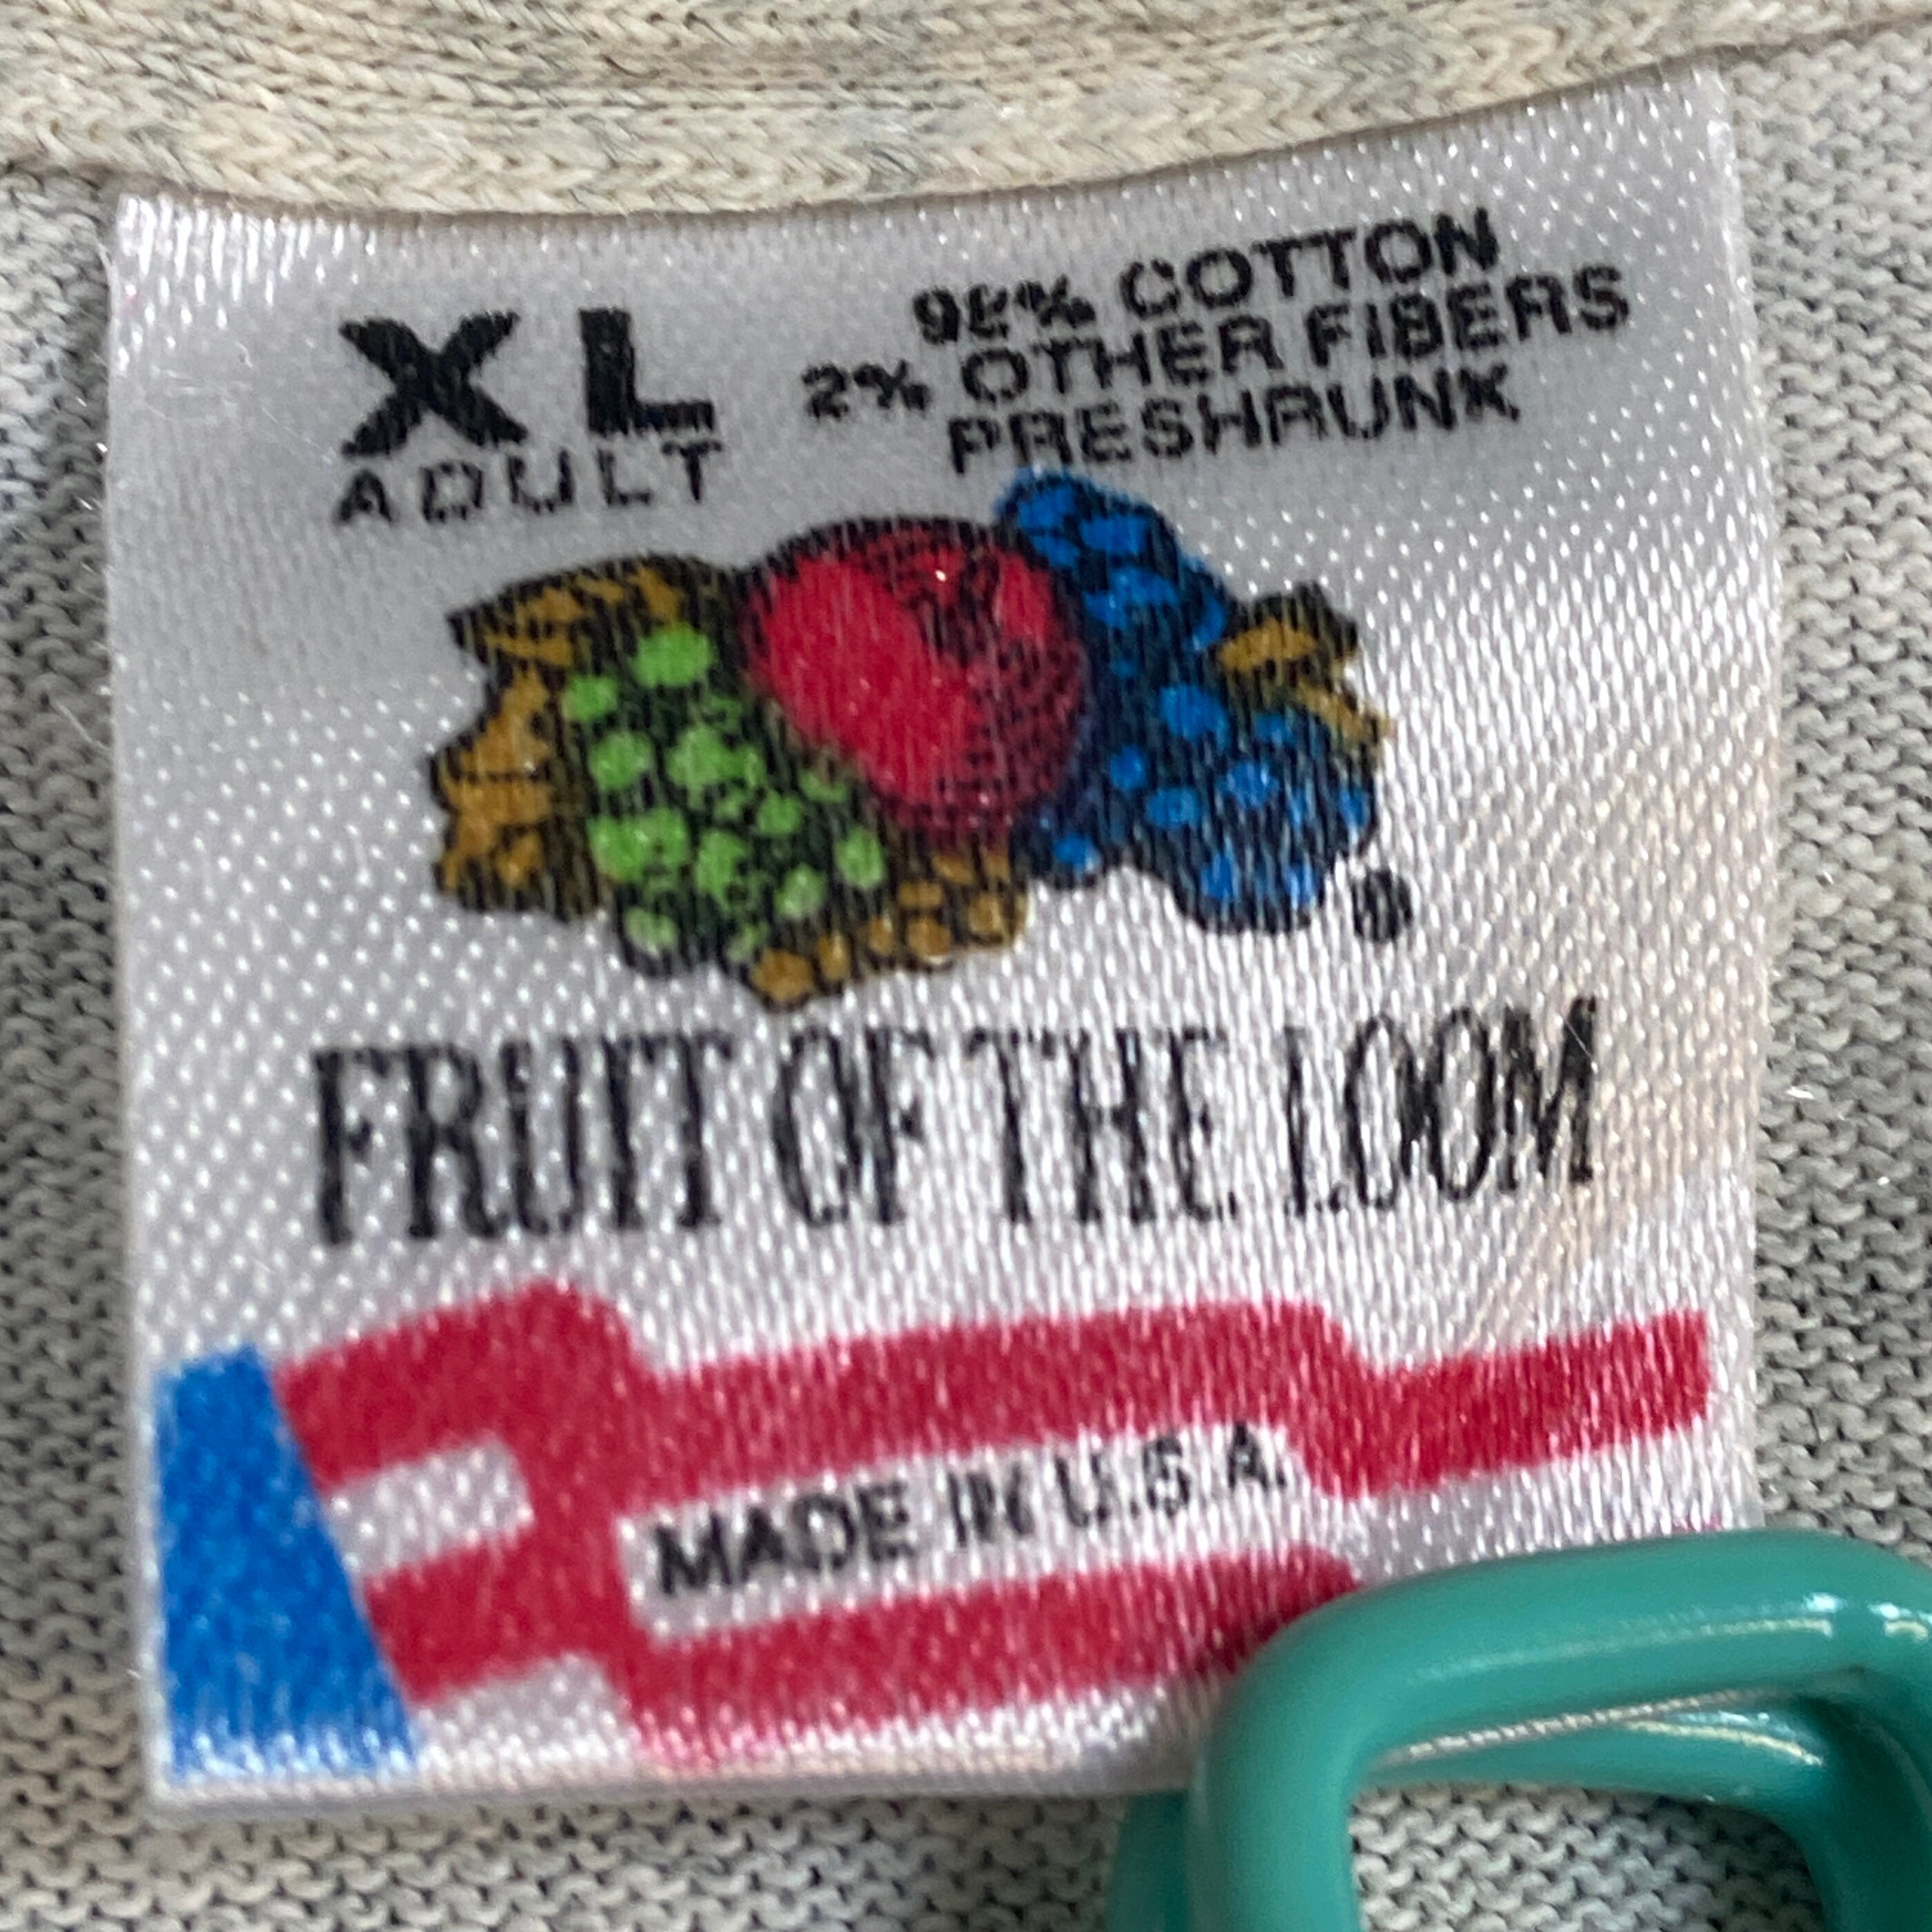 XL
ADULT
98% COTTON
2% OTHER FIBERS
PRESHRUNK
®
FRUIT OF THE LOOM
MADE IN U.S.A.